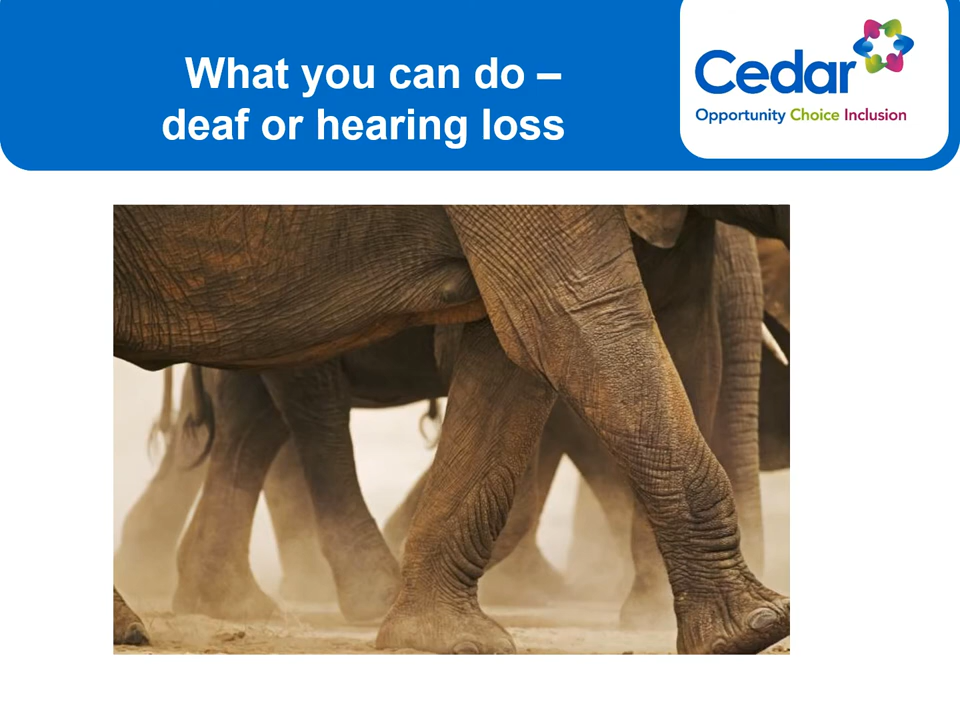 What you can do –
deaf or hearing loss
Cedar
Opportunity Choice Inclusion